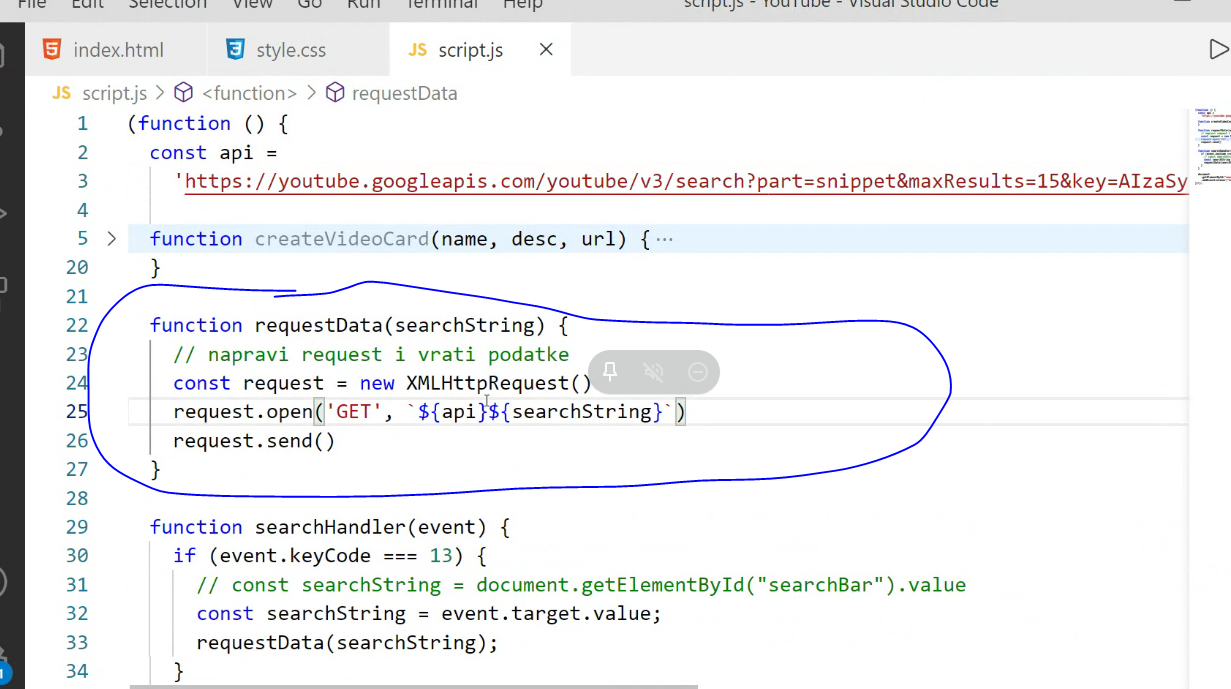 File Edit Selection View Go Run Terminal Help script.js - YouTube - Visual Studio Code
index.html style.css JS script.js
JS script.js > <function> > requestData
1 (function () {
2 const api =
3 'https://youtube.googleapis.com/youtube/v3/search?part=snippet&maxResults=15&key=AIzaSy
4
5 function createVideoCard(name, desc, url) { ...
20 }
21
22 function requestData(searchString) {
23 // napravi request i vrati podatke
24 const request = new XMLHttpRequest()
25 request.open('GET', `${api}${searchString}`)
26 request.send()
27 }
28
29 function searchHandler(event) {
30 if (event.keyCode === 13) {
31 // const searchString = document.getElementById("searchBar").value
32 const searchString = event.target.value;
33 requestData(searchString);
34 }